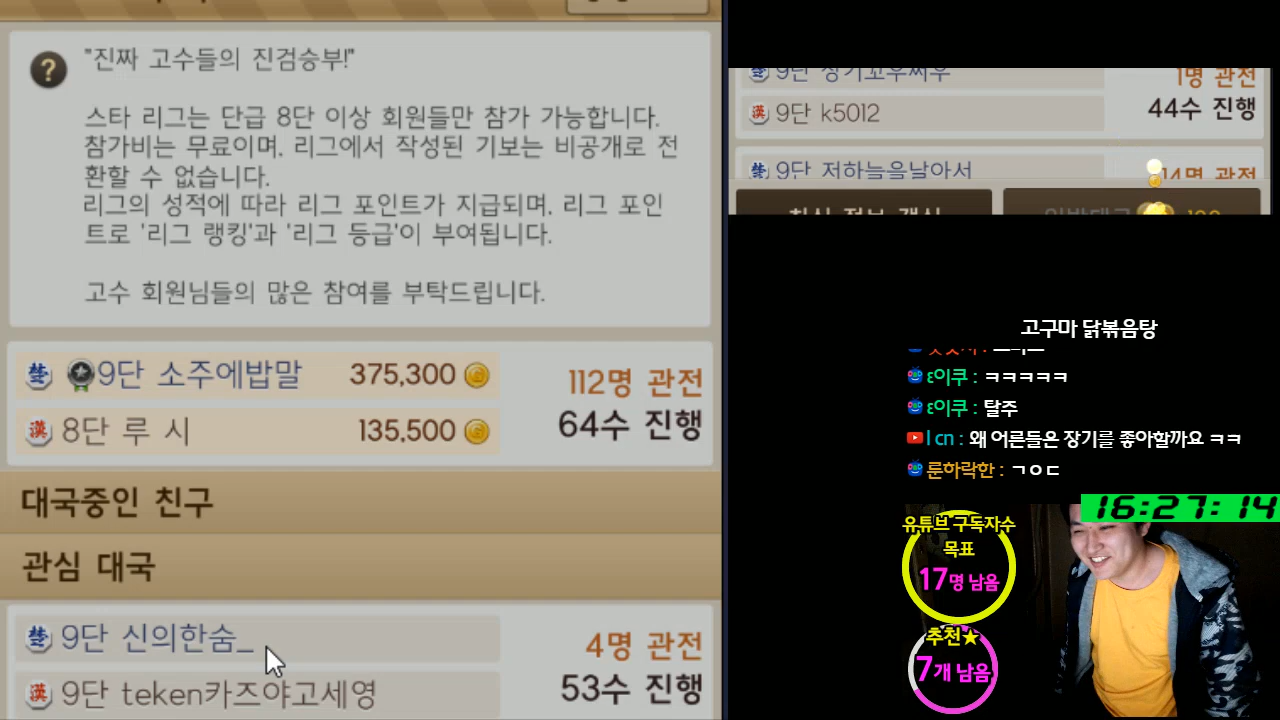 "진짜 고수들의 진검승부!"
스타 리그는 단급 8단 이상 회원들만 참가 가능합니다.
참가비는 무료이며, 리그에서 작성된 기보는 비공개로 전
환할 수 없습니다.
리그의 성적에 따라 리그 포인트가 지급되며, 리그 포인
트로 '리그 랭킹'과 '리그 등급'이 부여됩니다.
고수 회원님들의 많은 참여를 부탁드립니다.
楚 9단 소주에밥말 375,300
112명 관전
漢 8단 루 시 135,500
64수 진행
대국중인 친구
관심 대국
楚 9단 신의한숨_
4명 관전
漢 9단 teken카즈야고세영
53수 진행
1명 관전
漢 9단 k5012
44수 진행
楚 9단 저하늘을날아서
14명 관전
고구마 닭볶음탕
ε이쿠 : ㅋㅋㅋㅋㅋ
ε이쿠 : 탈주
l cn : 왜 어른들은 장기를 좋아할까요 ㅋㅋ
룬하락한 : ㄱㅇㄷ
16:27:14
유튜브 구독자수
목표
17명 남음
추천★
7개 남음